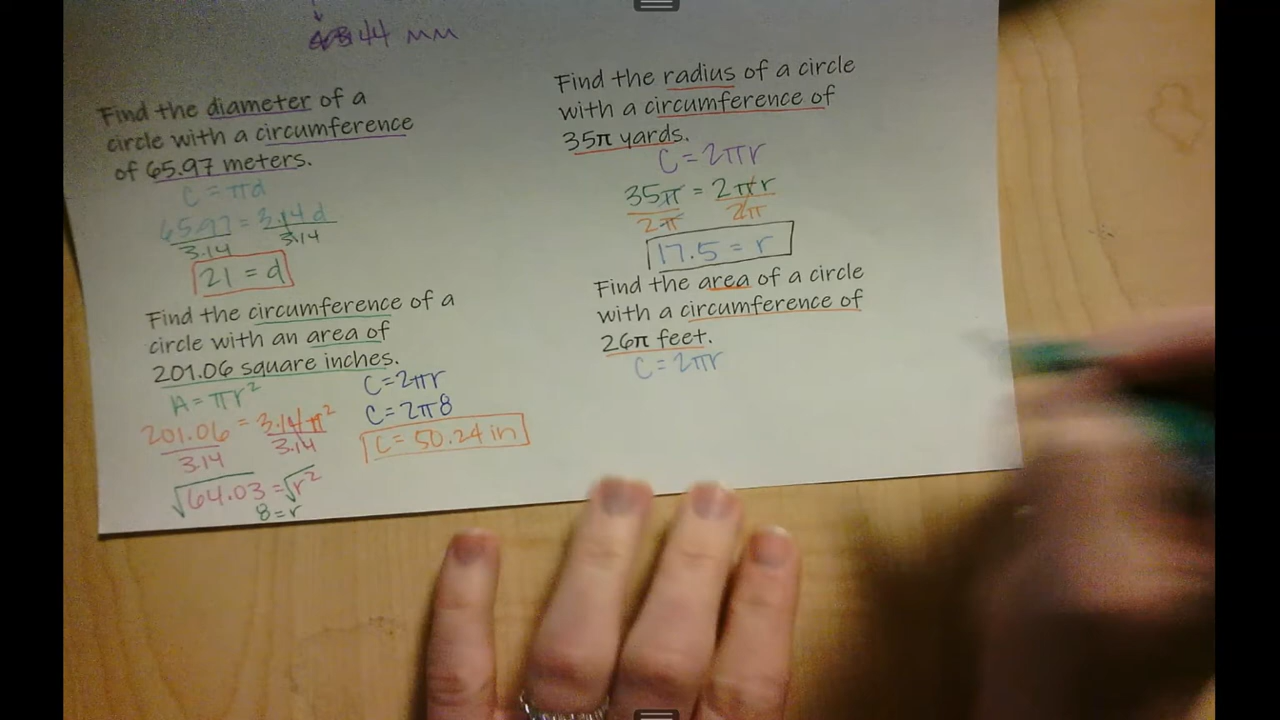 44 mm
Find the diameter of a
circle with a circumference
of 65.97 meters.
C = πd
65.97 = 3.14 d
3.14 3.14
21 = d
Find the circumference of a
circle with an area of
201.06 square inches.
A = πr²
201.06 = 3.14 r²
3.14 3.14
√64.03 = √r²
8 = r
C = 2πr
C = 2π8
C = 50.24 in
Find the radius of a circle
with a circumference of
35π yards.
C = 2πr
35π = 2πr
2π 2π
17.5 = r
Find the area of a circle
with a circumference of
26π feet.
C = 2πr